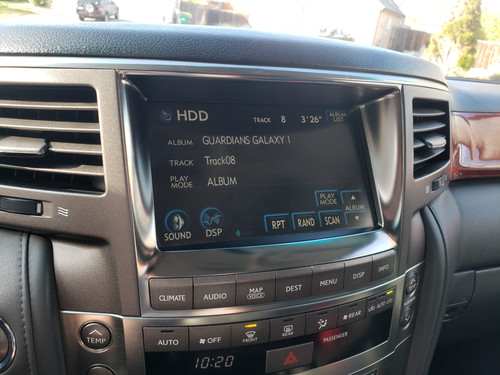 HDD TRACK 8 3'26" ALBUM LIST
ALBUM GUARDIANS GALAXY 1
TRACK Track08
PLAY MODE ALBUM
PLAY MODE ALBUM
SOUND DSP RPT RAND SCAN
CLIMATE AUDIO MAP VOICE DEST MENU DISP INFO
AUTO OFF FRONT REAR REAR AUTO
TEMP PASSENGER
10:20